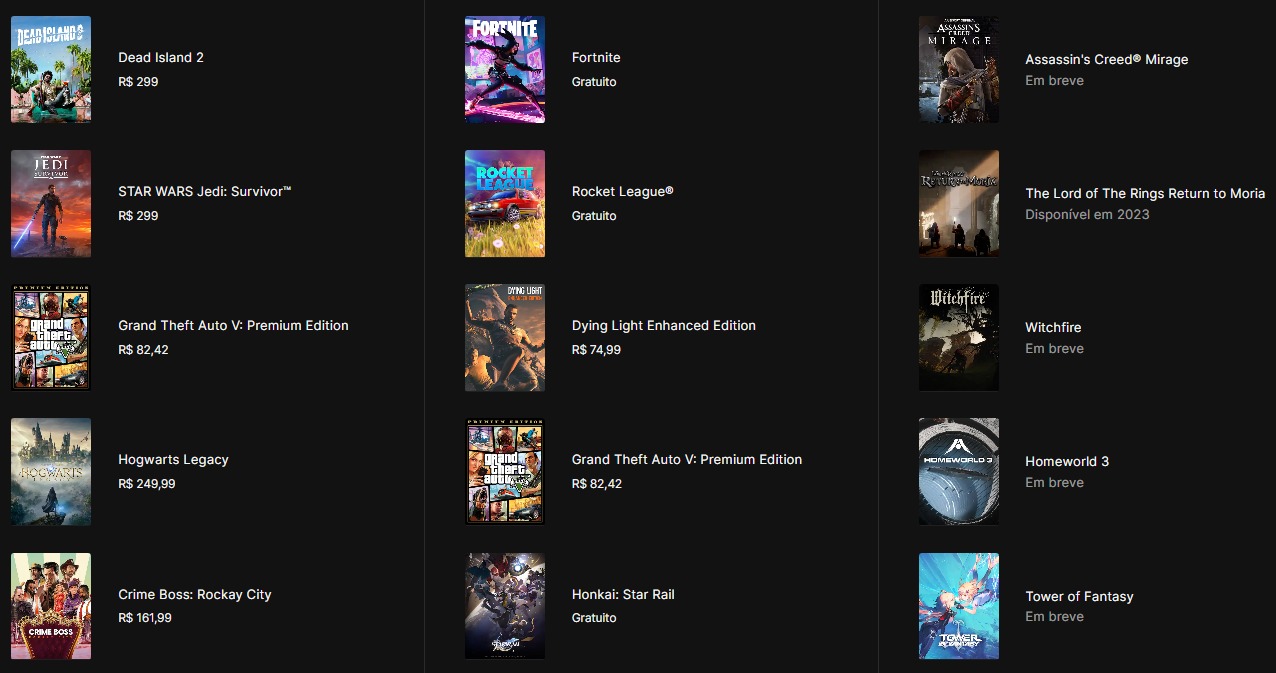 DEAD ISLAND 2
Dead Island 2
R$ 299
JEDI
SURVIVOR
STAR WARS Jedi: Survivor™
R$ 299
PREMIUM EDITION
grand
theft
auto
Grand Theft Auto V: Premium Edition
R$ 82,42
HOGWARTS
Hogwarts Legacy
R$ 249,99
CRIME BOSS
Crime Boss: Rockay City
R$ 161,99
FORTNITE
Fortnite
Gratuito
ROCKET
LEAGUE
Rocket League®
Gratuito
DYING LIGHT
ENHANCED EDITION
Dying Light Enhanced Edition
R$ 74,99
PREMIUM EDITION
grand
theft
auto
Grand Theft Auto V: Premium Edition
R$ 82,42
Honkai: Star Rail
Gratuito
ASSASSIN'S
CREED
MIRAGE
Assassin's Creed® Mirage
Em breve
RETURN TO MORIA
The Lord of The Rings Return to Moria
Disponível em 2023
Witchfire
Witchfire
Em breve
HOMEWORLD 3
Homeworld 3
Em breve
TOWER
OF FANTASY
Tower of Fantasy
Em breve